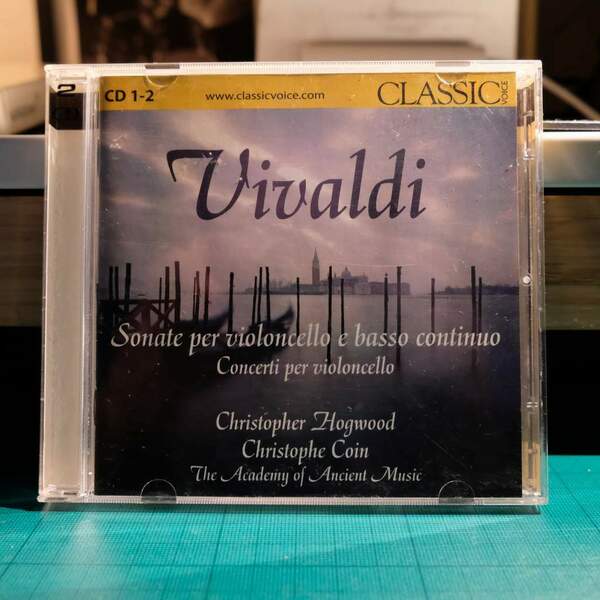 2
CD 1-2 www.classicvoice.com CLASSIC VOICE
Vivaldi
Sonate per violoncello e basso continuo
Concerti per violoncello
Christopher Hogwood
Christophe Coin
The Academy of Ancient Music